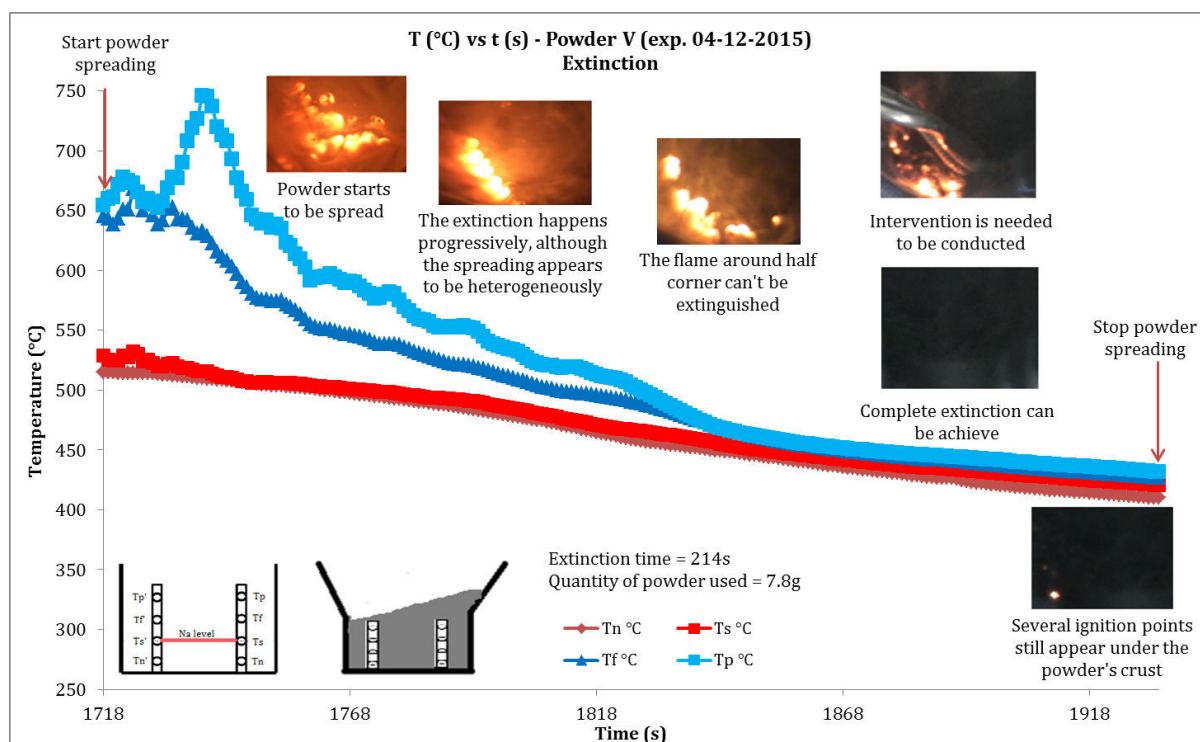 T (°C) vs t (s) - Powder V (exp. 04-12-2015)
Extinction
Start powder
spreading
Temperature (°C)
750
700
650
600
550
500
450
400
350
300
250
Powder starts
to be spread
The extinction happens
progressively, although
the spreading appears
to be heterogeneously
The flame around half
corner can't be
extinguished
Intervention is needed
to be conducted
Complete extinction can
be achieve
Stop powder
spreading
Several ignition points
still appear under the
powder's crust
Extinction time = 214s
Quantity of powder used = 7.8g
Tn °C
Ts °C
Tf °C
Tp °C
Tp'
Tp
Tf'
Tf
Na level
Ts'
Ts
Tn'
Tn
1718
1768
1818
1868
1918
Time (s)